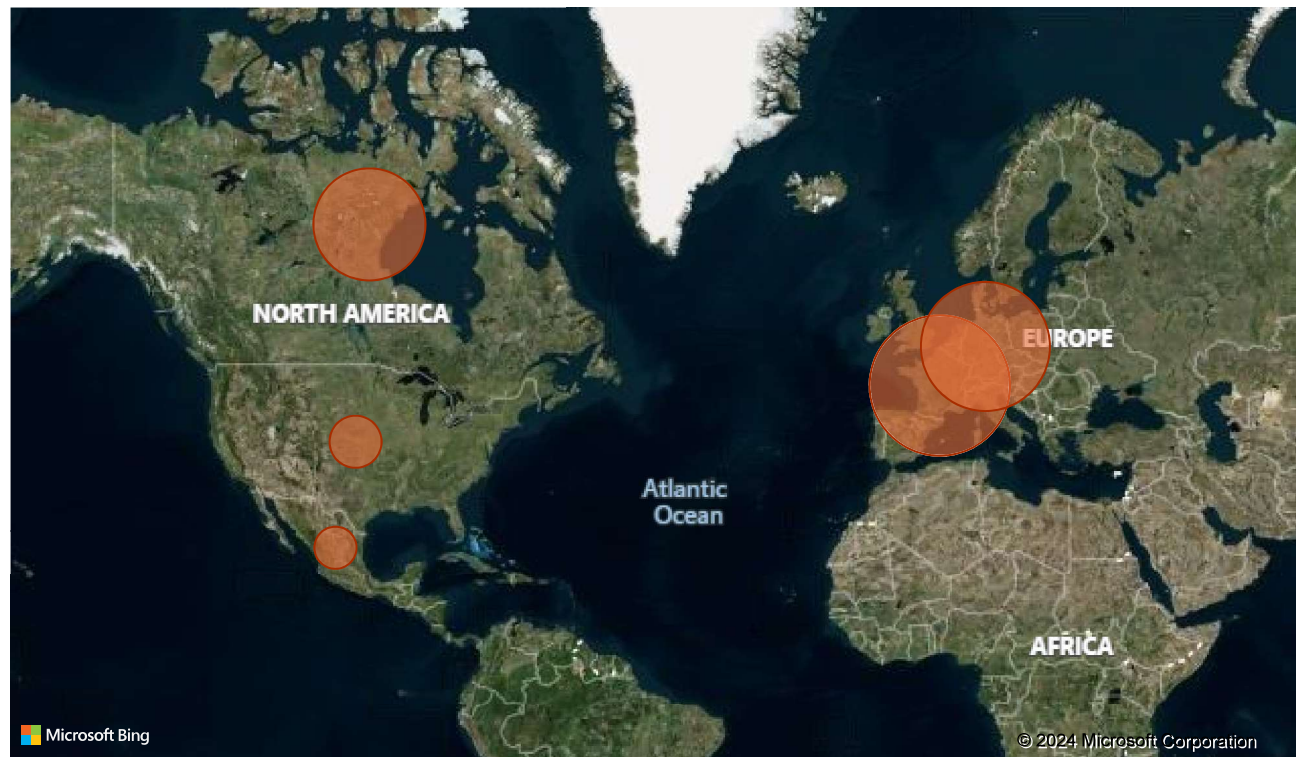 NORTH AMERICA
EUROPE
Atlantic
Ocean
AFRICA
Microsoft Bing
© 2024 Microsoft Corporation